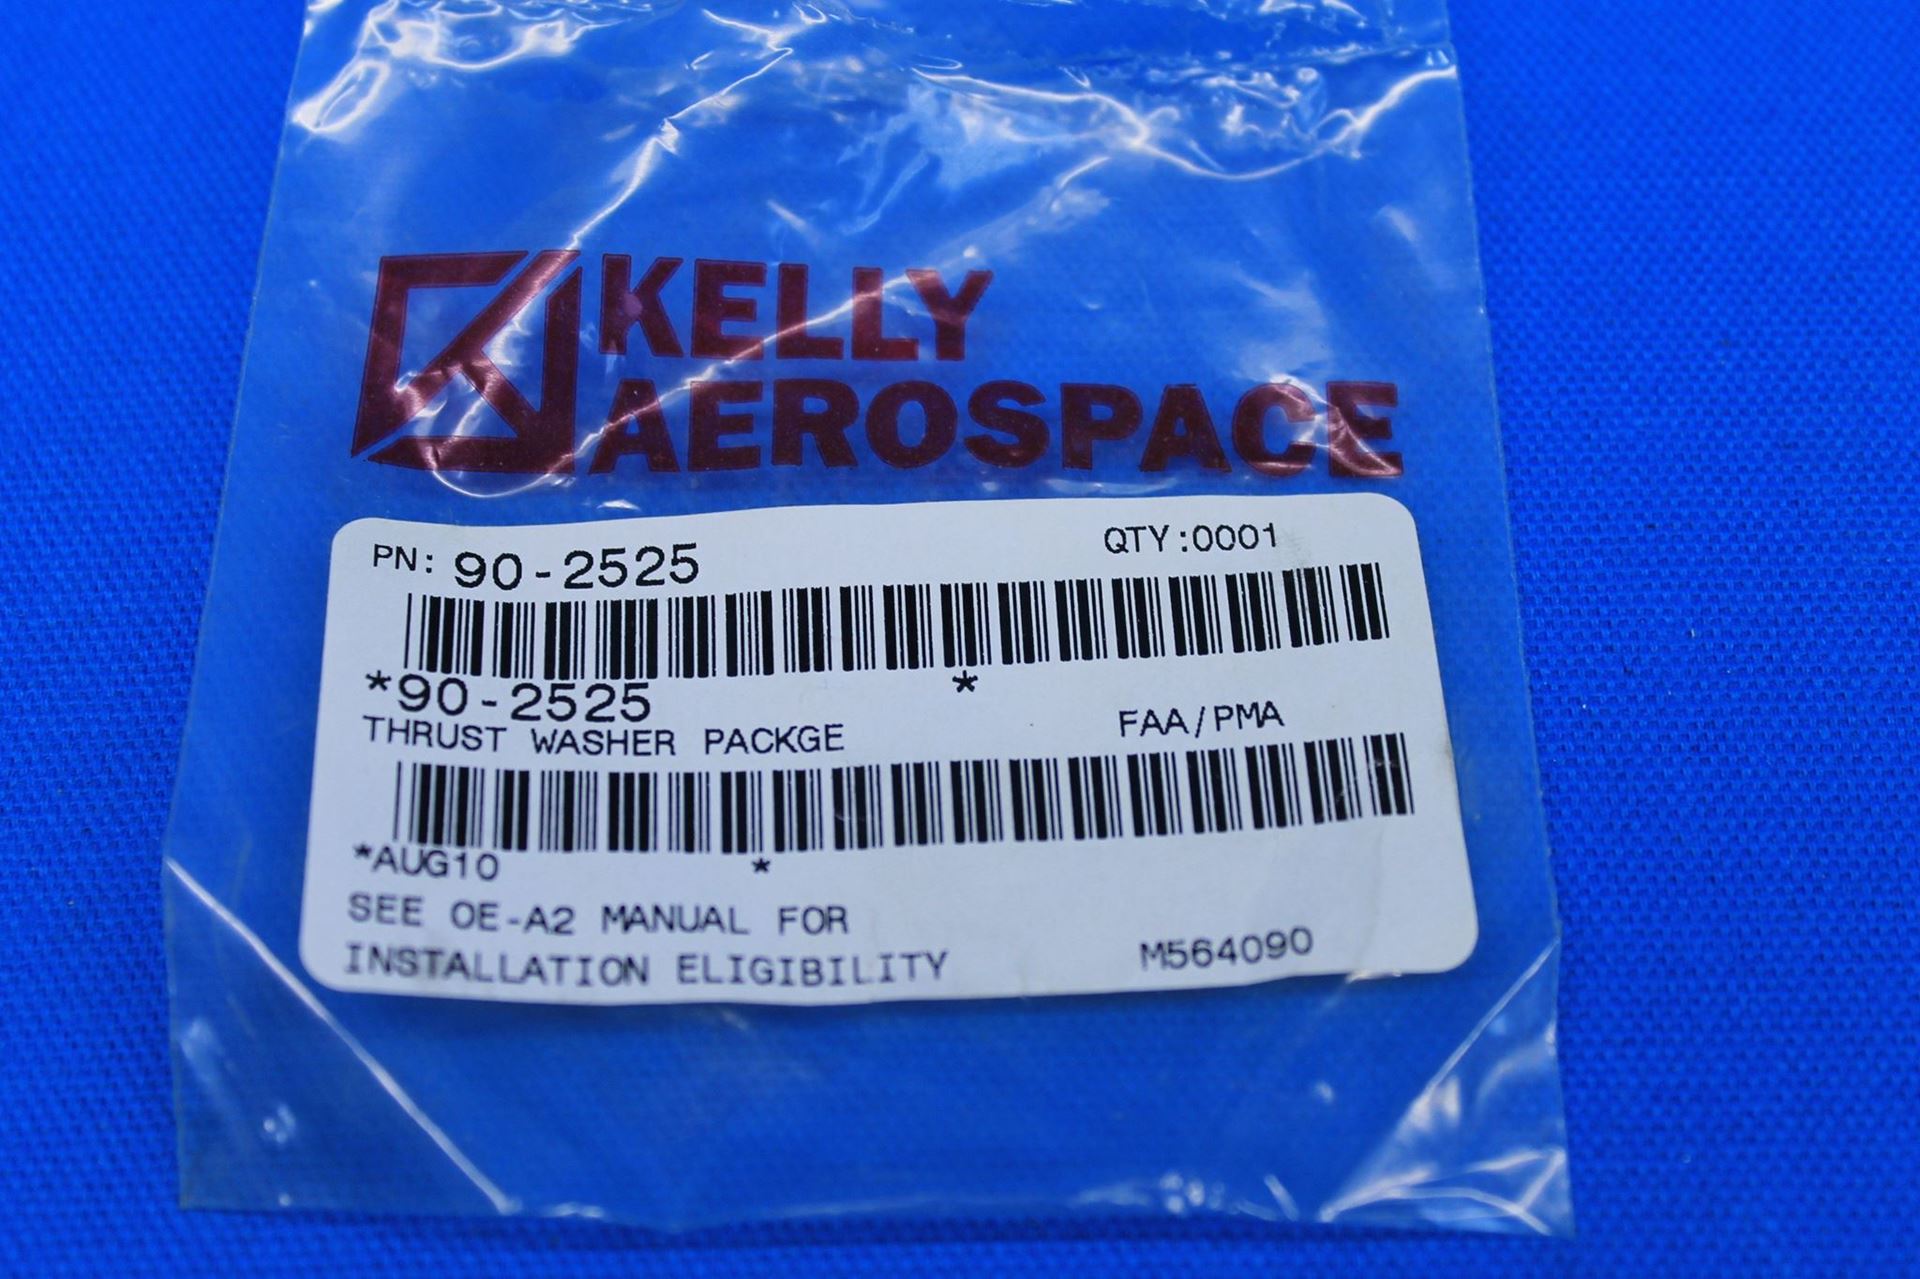 KELLY
AEROSPACE
PN: 90-2525 QTY:0001
*90-2525 *
THRUST WASHER PACKGE FAA/PMA
*AUG10 *
SEE OE-A2 MANUAL FOR
INSTALLATION ELIGIBILITY M564090